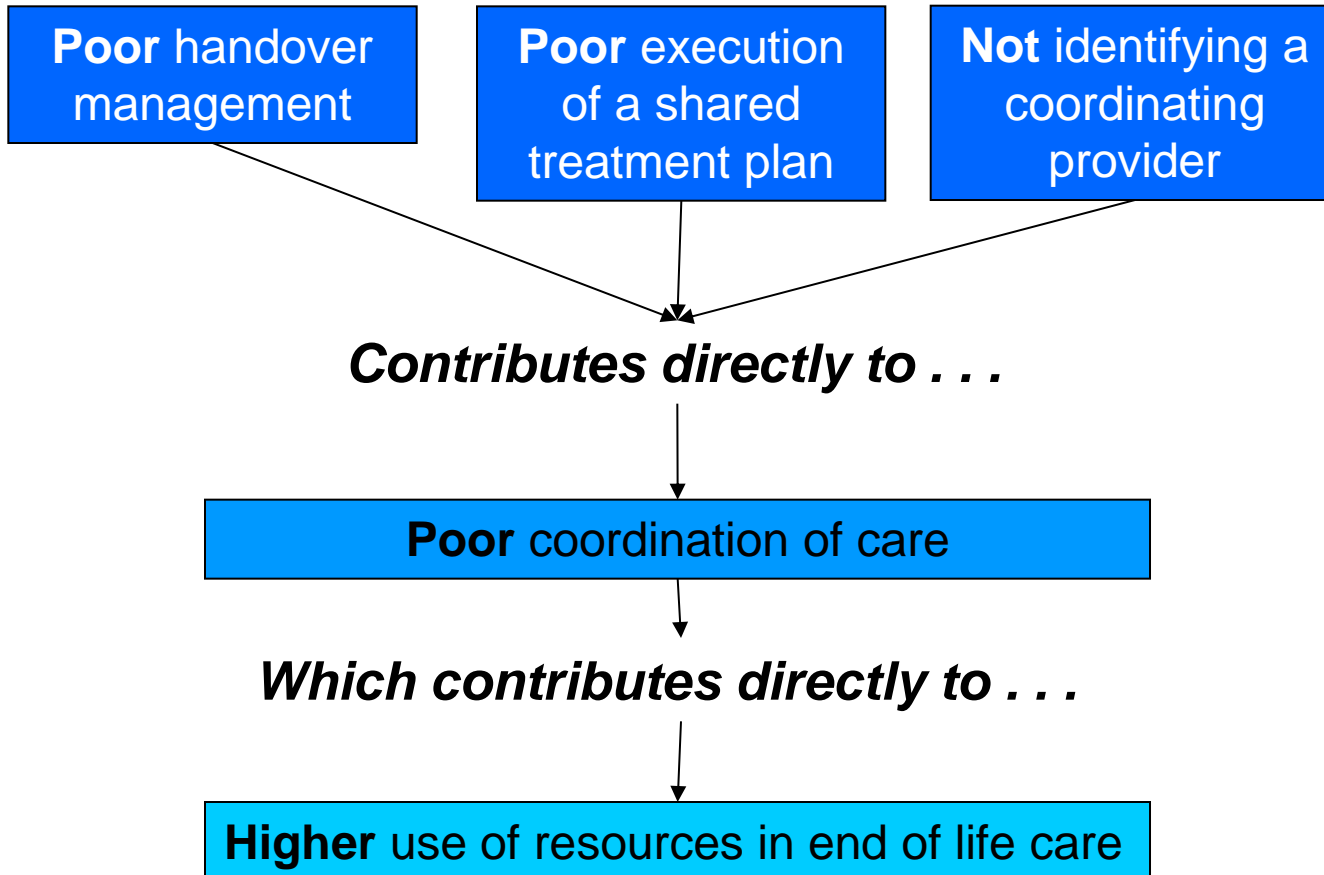 Poor handover
management
Poor execution
of a shared
treatment plan
Not identifying a
coordinating
provider
Contributes directly to . . .
Poor coordination of care
Which contributes directly to . . .
Higher use of resources in end of life care